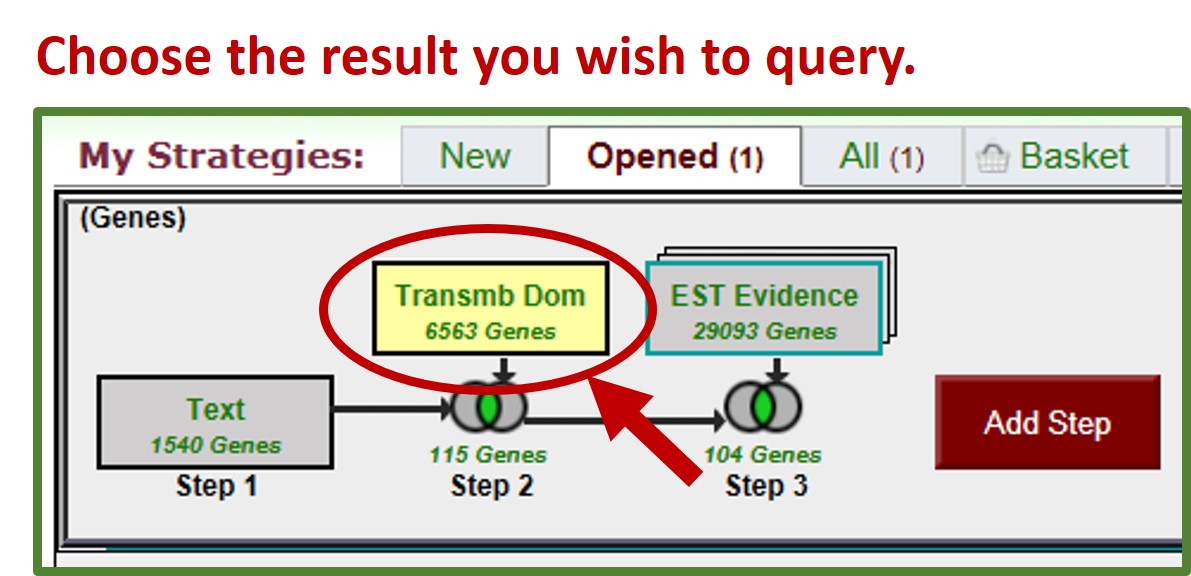 Choose the result you wish to query.
My Strategies: New Opened (1) All (1) Basket
(Genes)
Transmb Dom
6563 Genes
EST Evidence
29093 Genes
Text
1540 Genes
Step 1
115 Genes
Step 2
104 Genes
Step 3
Add Step